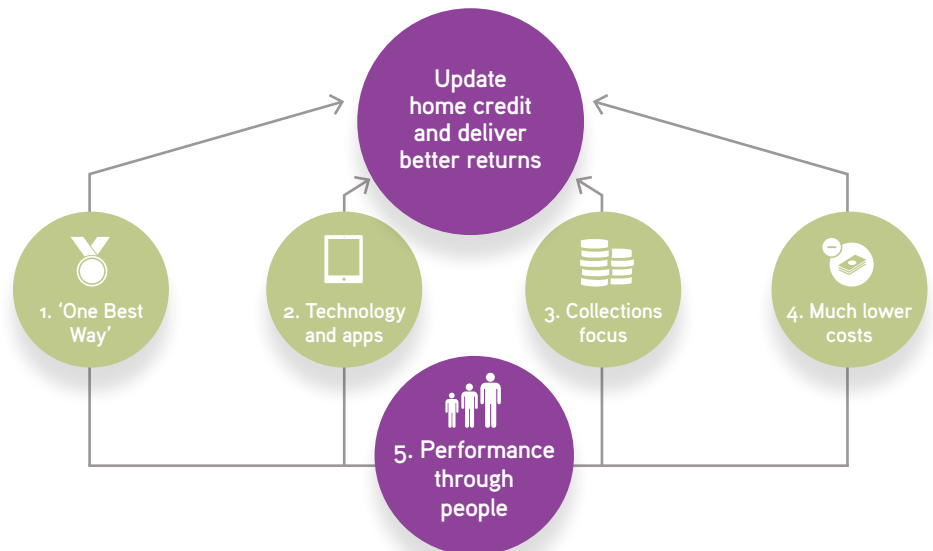 Update
home credit
and deliver
better returns
1. ‘One Best
Way’
2. Technology
and apps
3. Collections
focus
4. Much lower
costs
5. Performance
through
people